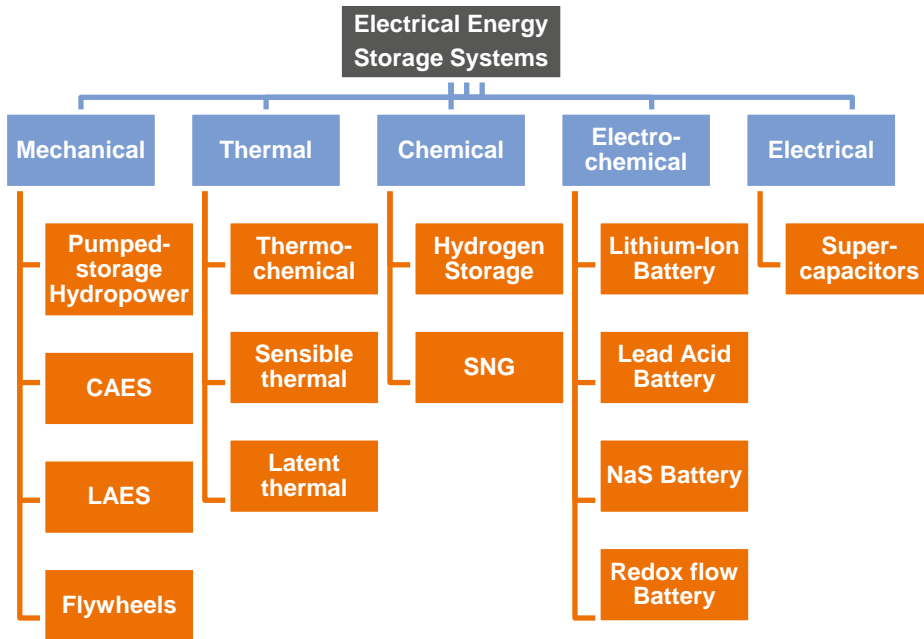 Electrical Energy
Storage Systems
Mechanical
Thermal
Chemical
Electro-
chemical
Electrical
Pumped-
storage
Hydropower
CAES
LAES
Flywheels
Thermo-
chemical
Sensible
thermal
Latent
thermal
Hydrogen
Storage
SNG
Lithium-Ion
Battery
Lead Acid
Battery
NaS Battery
Redox flow
Battery
Super-
capacitors